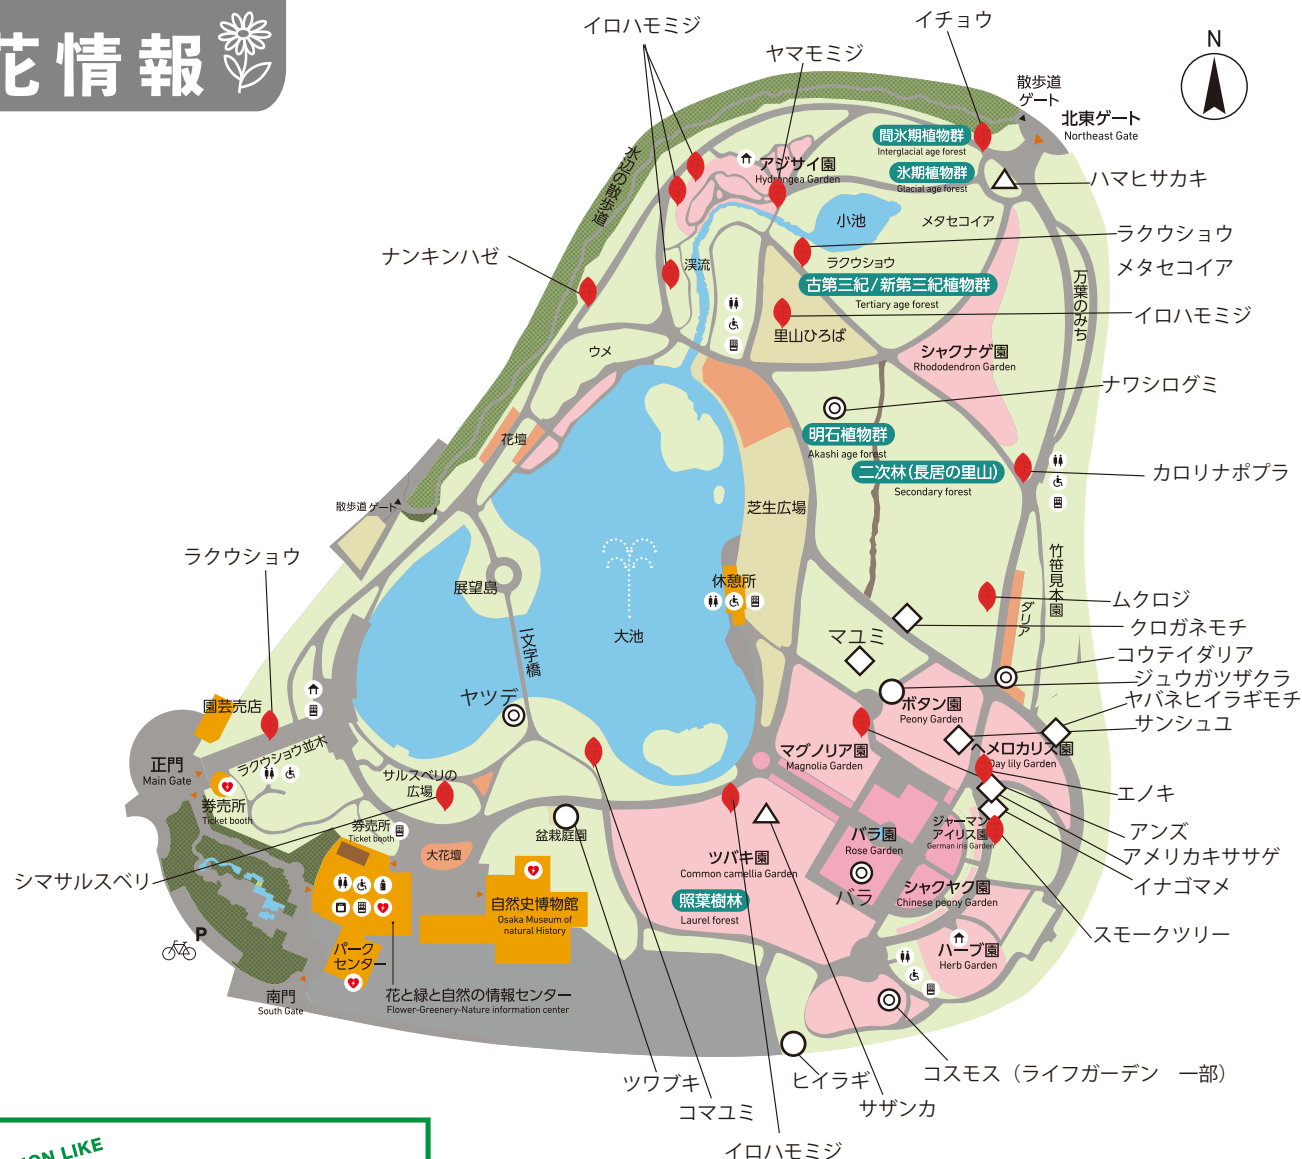 花情報
イロハモミジ
ヤマモミジ
イチョウ
N
散歩道
ゲート
北東ゲート
Northeast Gate
間氷期植物群
Interglacial age forest
氷期植物群
Glacial age forest
アジサイ園
Hydrangea Garden
水辺の散歩道
ハマヒサカキ
小池
メタセコイア
ラクウショウ
メタセコイア
ナンキンハゼ
渓流
ラクウショウ
古第三紀/新第三紀植物群
Tertiary age forest
万葉のみち
イロハモミジ
里山ひろば
ウメ
シャクナゲ園
Rhododendron Garden
ナワシログミ
花壇
明石植物群
Akashi age forest
二次林(長居の里山)
Secondary forest
カロリナポプラ
散歩道ゲート
芝生広場
ラクウショウ
竹笹見本園
展望島
休憩所
ダリア
ムクロジ
大池
一文字橋
マユミ
クロガネモチ
コウテイダリア
ジュウガツザクラ
ヤバネヒイラギモチ
サンシュユ
ヤツデ
園芸売店
ボタン園
Peony Garden
ラクウショウ並木
マグノリア園
Magnolia Garden
ヘメロカリス園
Day lily Garden
正門
Main Gate
サルスベリの
広場
券売所
Ticket booth
エノキ
券売所
Ticket booth
盆栽庭園
バラ園
Rose Garden
ジャーマン
アイリス園
German iris Garden
アンズ
大花壇
ツバキ園
Common camellia Garden
アメリカキササゲ
シマサルスベリ
バラ
シャクヤク園
Chinese peony Garden
イナゴマメ
自然史博物館
Osaka Museum of
natural History
照葉樹林
Laurel forest
スモークツリー
P
パーク
センター
ハーブ園
Herb Garden
南門
South Gate
花と緑と自然の情報センター
Flower-Greenery-Nature information center
ツワブキ
ヒイラギ
コスモス（ライフガーデン　一部）
コマユミ
サザンカ
イロハモミジ
ON LIKE